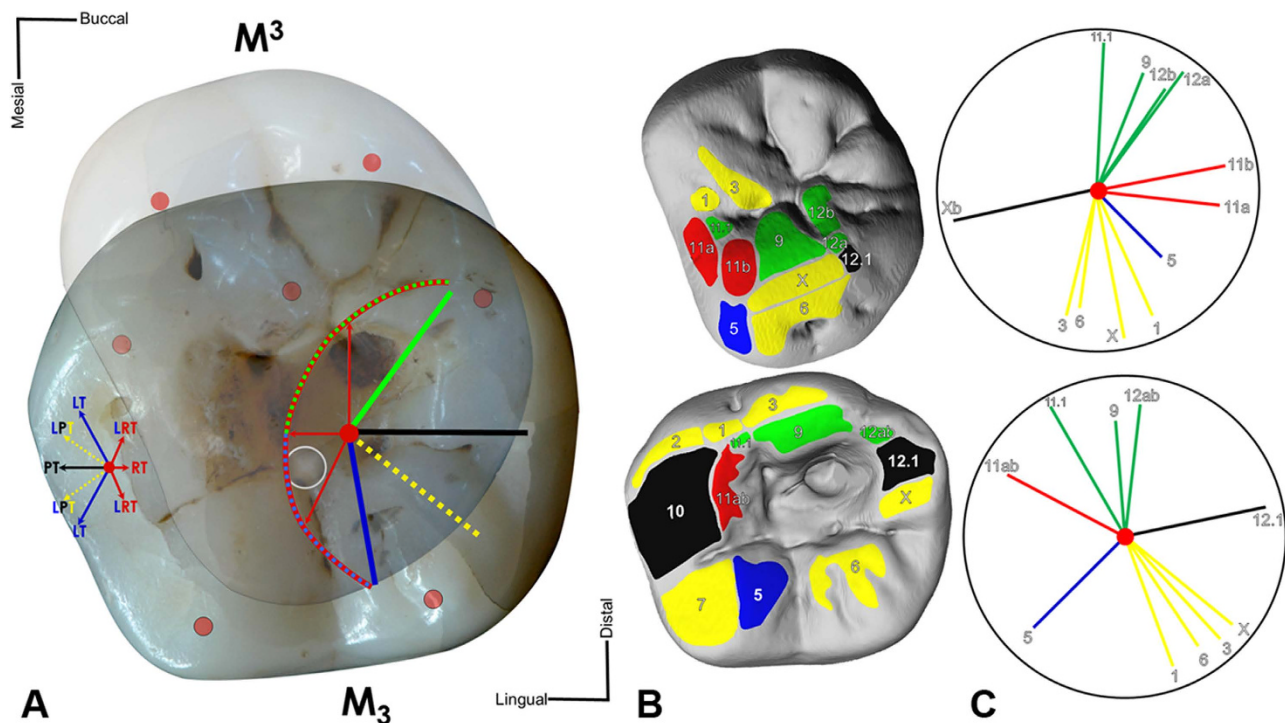 Buccal
Mesial
M³
LT
LPT
LRT
PT
RT
LPT
LRT
LT
Distal
Lingual
A
M₃
3
1
11.1
12b
11a
11b
9
12a
12.1
X
6
5
3
2
1
11.1
9
12ab
12.1
10
11ab
X
7
5
6
B
11.1
9
12b
12a
11b
Xb
11a
5
3
6
X
1
11.1
9
12ab
11ab
12.1
5
X
3
6
1
C